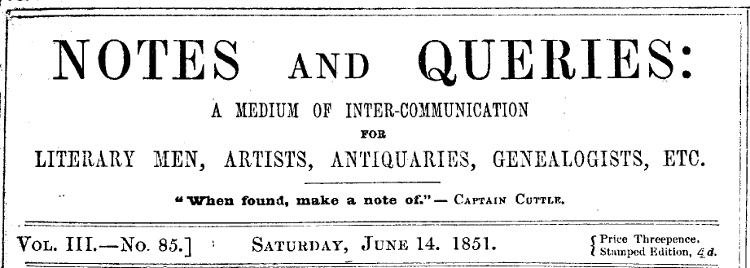 NOTES AND QUERIES:
A MEDIUM OF INTER-COMMUNICATION
FOR
LITERARY MEN, ARTISTS, ANTIQUARIES, GENEALOGISTS, ETC.
"When found, make a note of."—CAPTAIN CUTTLE.
VOL. III.—No. 85.] SATURDAY, JUNE 14. 1851. { Price Threepence.
Stamped Edition, 4d.